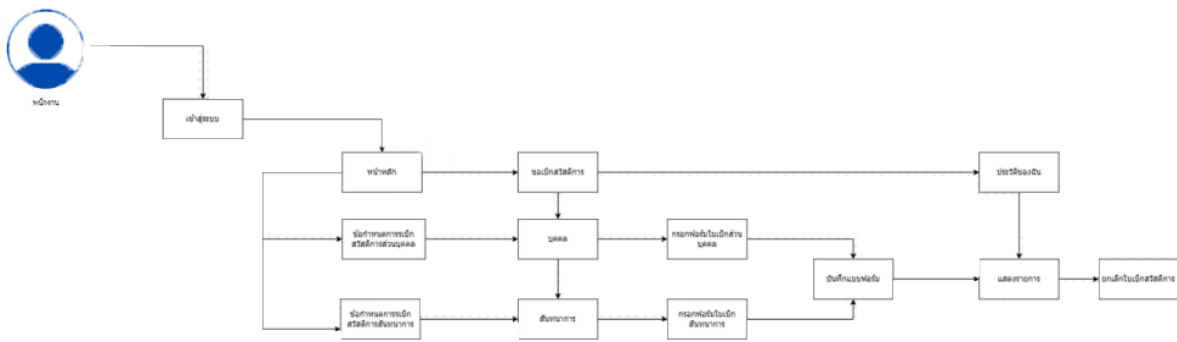 พนักงาน
เข้าสู่ระบบ
หน้าหลัก
ขอเบิกสวัสดิการ
ประวัติของฉัน
ข้อกำหนดการเบิก
สวัสดิการส่วนบุคคล
บุคคล
กรอกฟอร์มใบเบิกส่วน
บุคคล
บันทึกแบบฟอร์ม
แสดงรายการ
ยกเลิกใบเบิกสวัสดิการ
ข้อกำหนดการเบิก
สวัสดิการสันทนาการ
สันทนาการ
กรอกฟอร์มใบเบิก
สันทนาการ